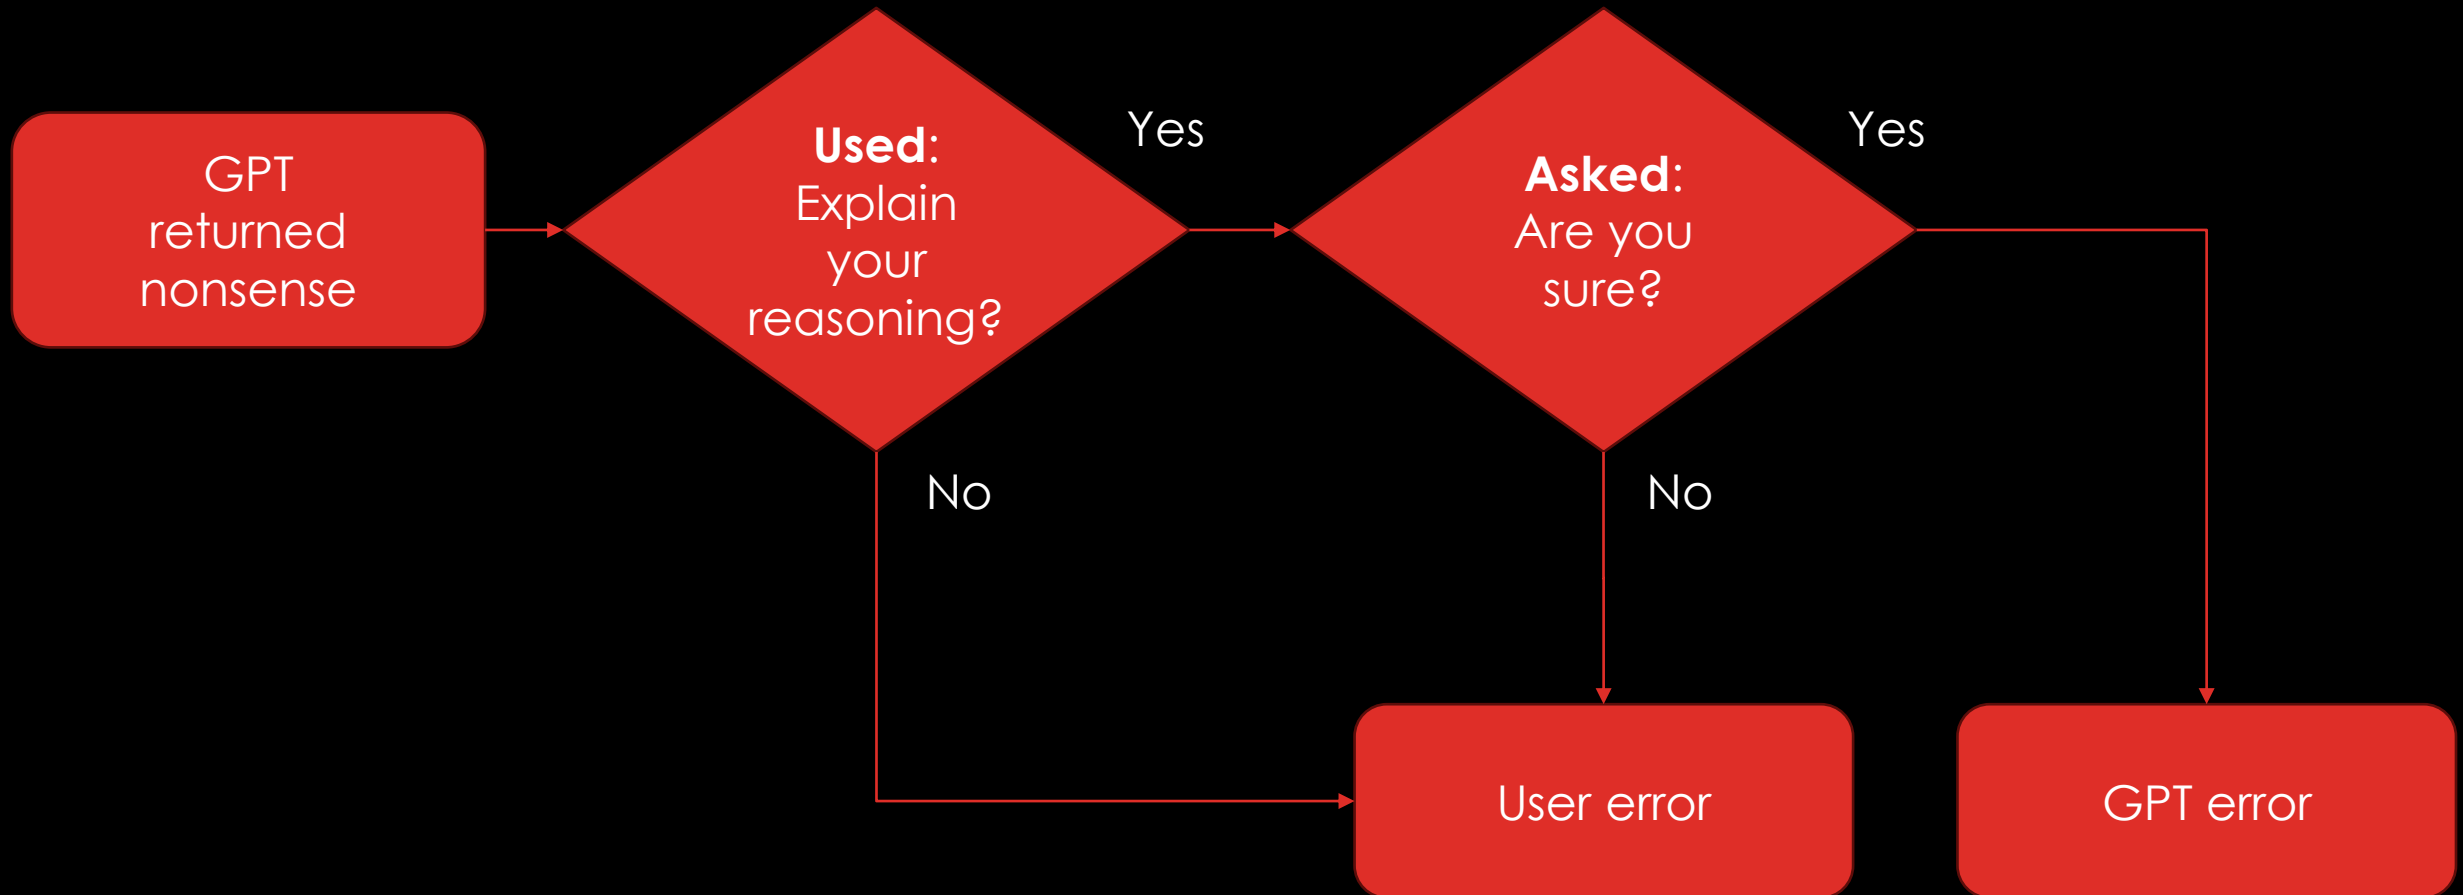 GPT
returned
nonsense
Used:
Explain
your
reasoning?
Yes
No
Asked:
Are you
sure?
Yes
No
User error
GPT error